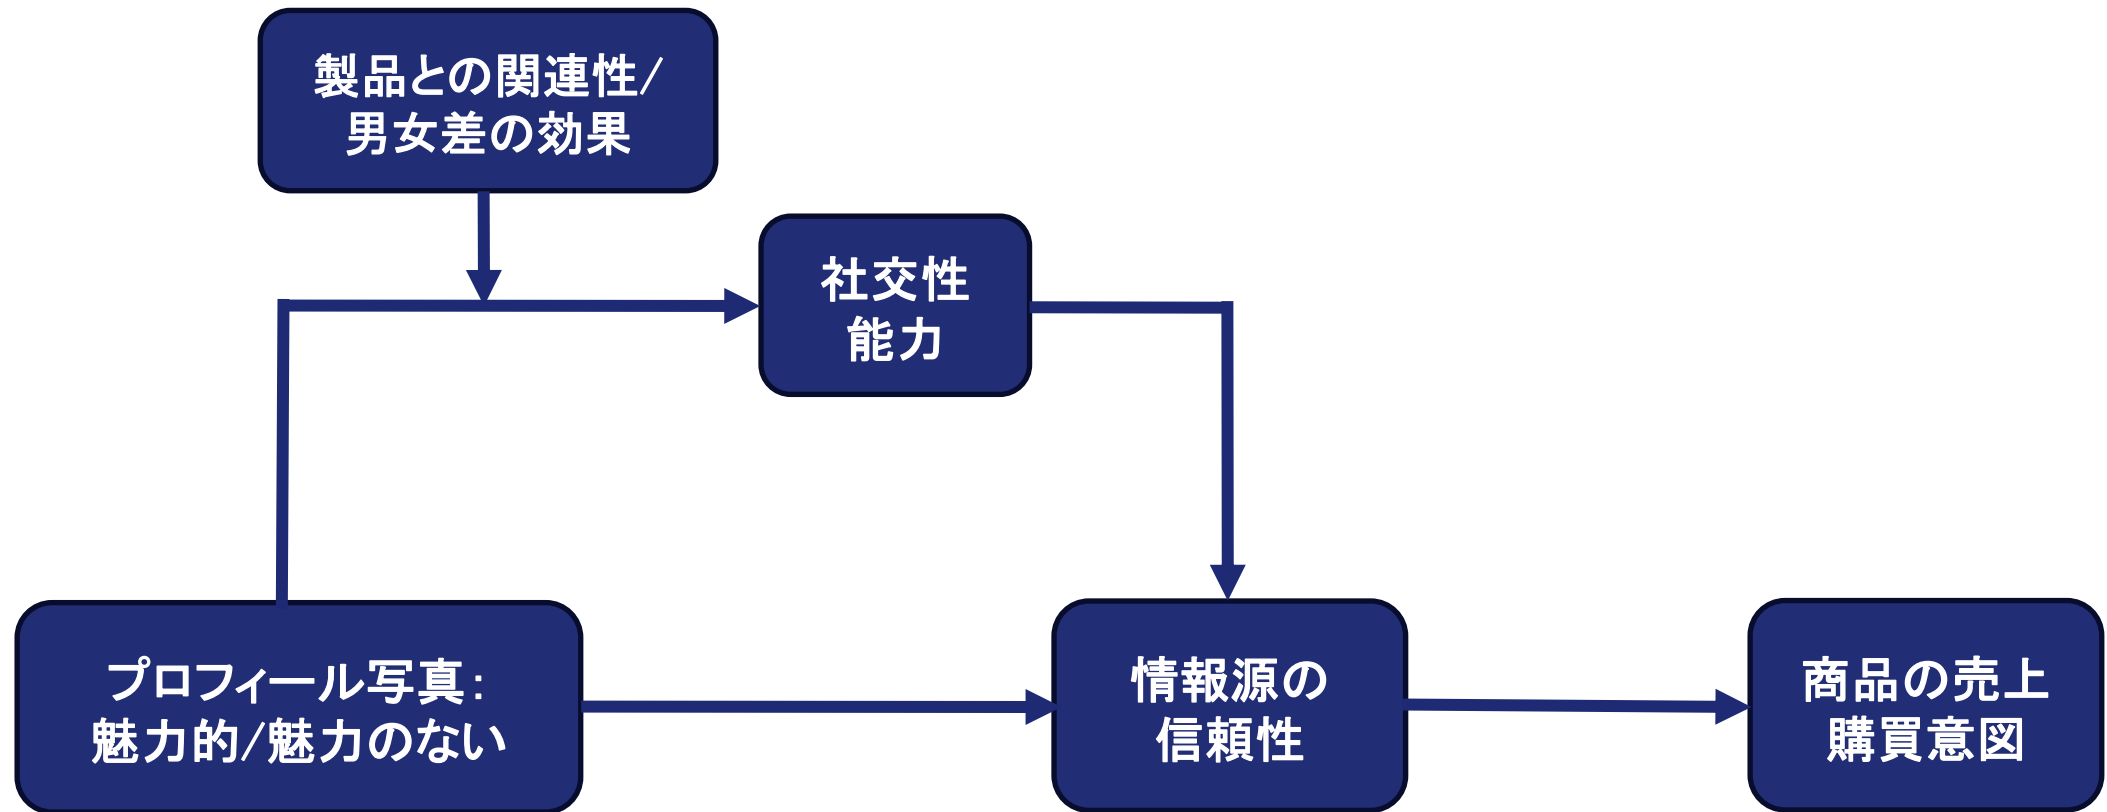 製品との関連性/
男女差の効果
社交性
能力
プロフィール写真:
魅力的/魅力のない
情報源の
信頼性
商品の売上
購買意図